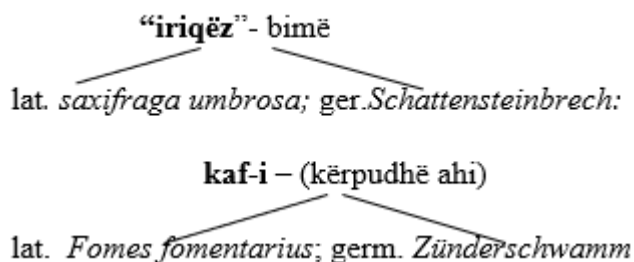 “iriqëz”- bimë
lat. saxifraga umbrosa; ger.Schattensteinbrech:
kaf-i – (kërpudhë ahi)
lat. Fomes fomentarius; germ. Zünderschwamm